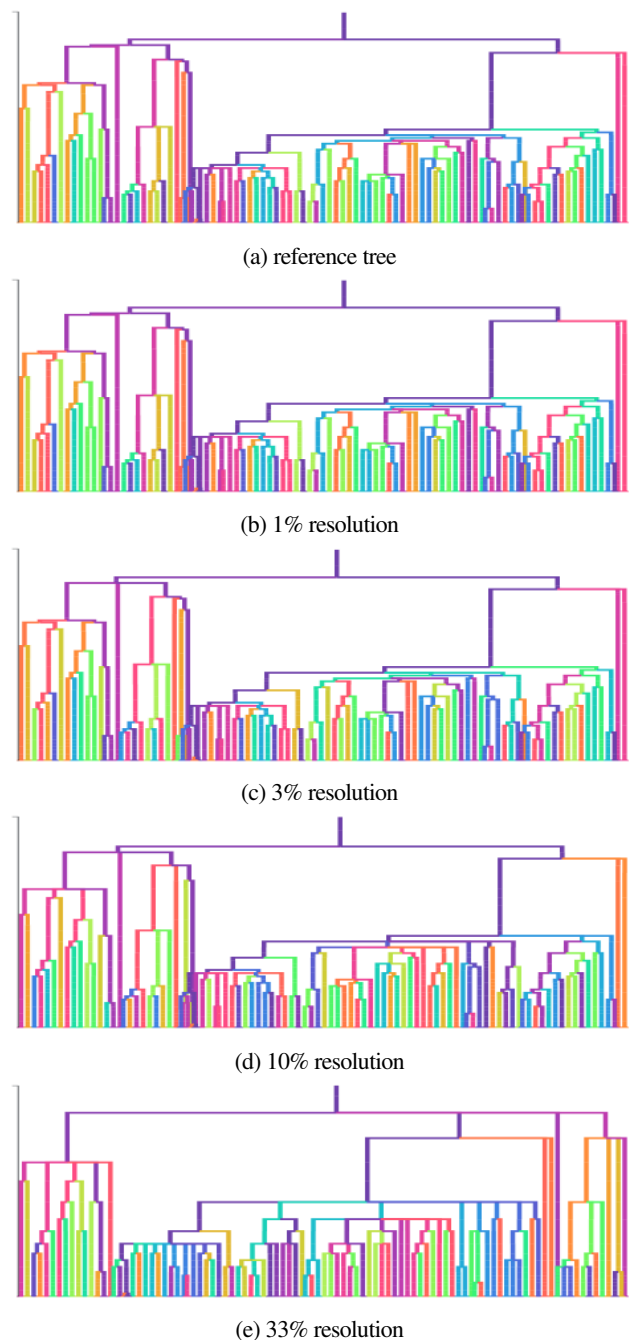 (a) reference tree
(b) 1% resolution
(c) 3% resolution
(d) 10% resolution
(e) 33% resolution